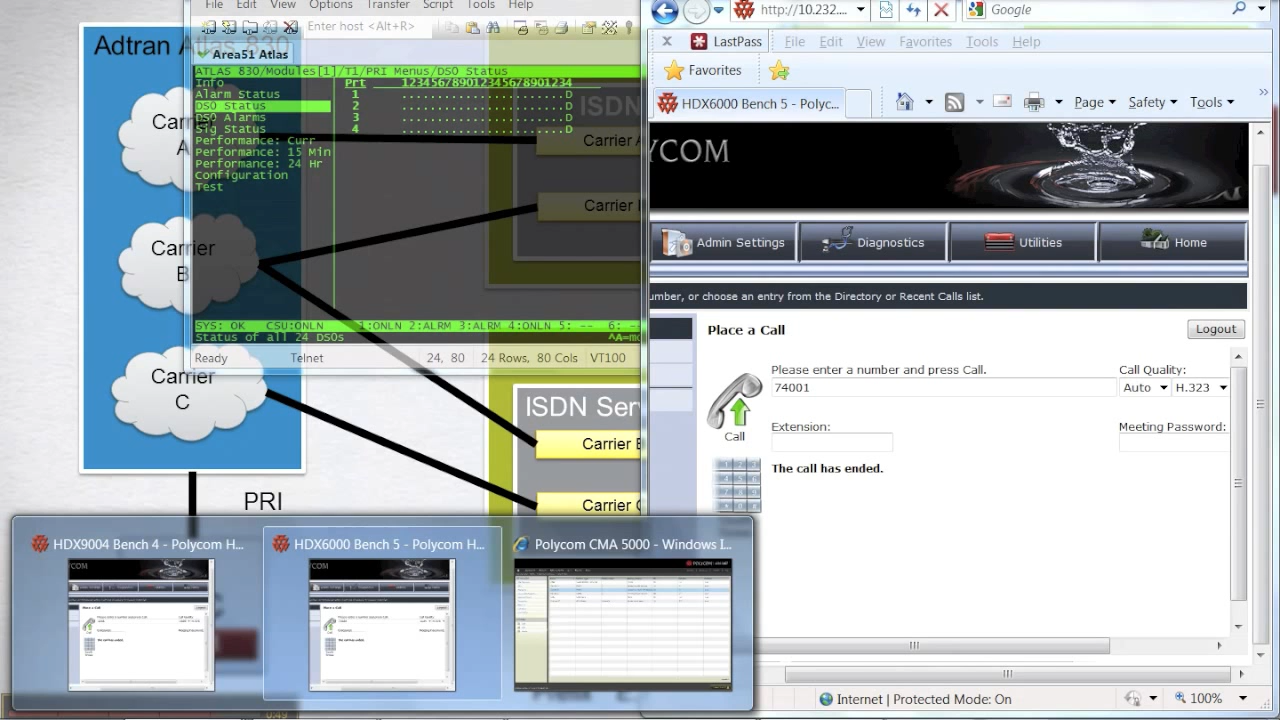 Adtran Atlas 830
Carrier
A
Carrier
B
Carrier
C
PRI
File Edit View Options Transfer Script Tools Help
Enter host <Alt+R>
Area51 Atlas
ATLAS 830/Modules[1]/T1/PRI Menus/DSO Status
Info Prt 123456789012345678901234
Alarm Status 1 .......................D
DSO Status 2 .......................D
DSO Alarms 3 .......................D
Sig Status 4 .......................D
Performance: Curr
Performance: 15 Min
Performance: 24 Hr
Configuration
Test
SYS: OK CSU:ONLN 1:ONLN 2:ALRM 3:ALRM 4:ONLN 5: -- 6: --
Status of all 24 DSOs ^A=mo
Ready Telnet 24, 80 24 Rows, 80 Cols VT100
ISDN
Carrier A
Carrier
ISDN Serv
Carrier B
Carrier C
http://10.232....
Google
x LastPass File Edit View Favorites Tools Help
Favorites
HDX6000 Bench 5 - Polyc...
Page Safety Tools
YCOM
Admin Settings Diagnostics Utilities Home
number, or choose an entry from the Directory or Recent Calls list.
Place a Call Logout
Please enter a number and press Call. Call Quality:
74001 Auto H.323
Call
Extension: Meeting Password:
The call has ended.
HDX9004 Bench 4 - Polycom H...
HDX6000 Bench 5 - Polycom H...
Polycom CMA 5000 - Windows I...
Internet | Protected Mode: On 100%